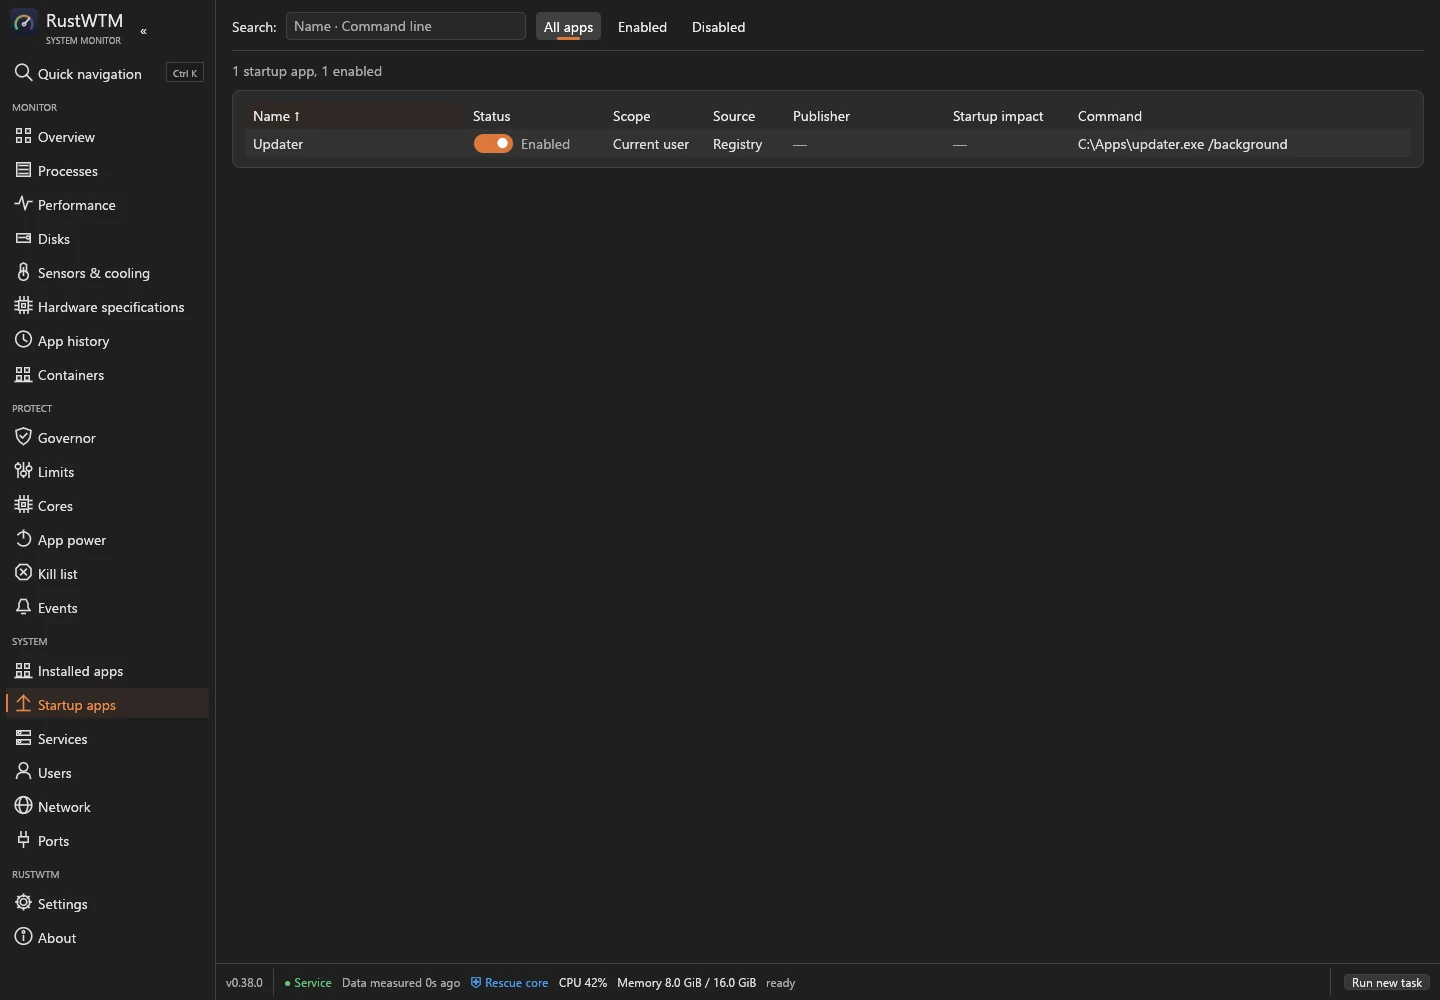 RustWTM
SYSTEM MONITOR
«
Quick navigation Ctrl K
MONITOR
Overview
Processes
Performance
Disks
Sensors & cooling
Hardware specifications
App history
Containers
PROTECT
Governor
Limits
Cores
App power
Kill list
Events
SYSTEM
Installed apps
Startup apps
Services
Users
Network
Ports
RUSTWTM
Settings
About
Search: Name · Command line All apps Enabled Disabled
1 startup app, 1 enabled
Name ↑ Status Scope Source Publisher Startup impact Command
Updater Enabled Current user Registry — — C:\Apps\updater.exe /background
v0.38.0 ● Service Data measured 0s ago Rescue core CPU 42% Memory 8.0 GiB / 16.0 GiB ready Run new task